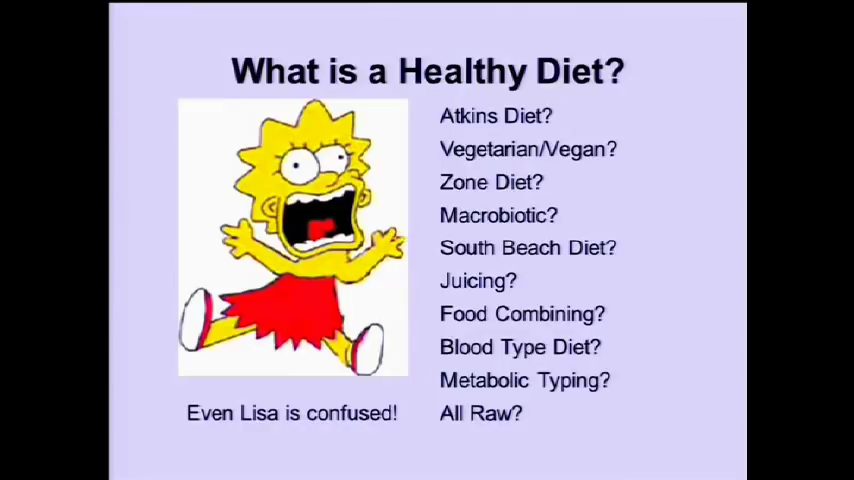 What is a Healthy Diet?
Atkins Diet?
Vegetarian/Vegan?
Zone Diet?
Macrobiotic?
South Beach Diet?
Juicing?
Food Combining?
Blood Type Diet?
Metabolic Typing?
All Raw?
Even Lisa is confused!